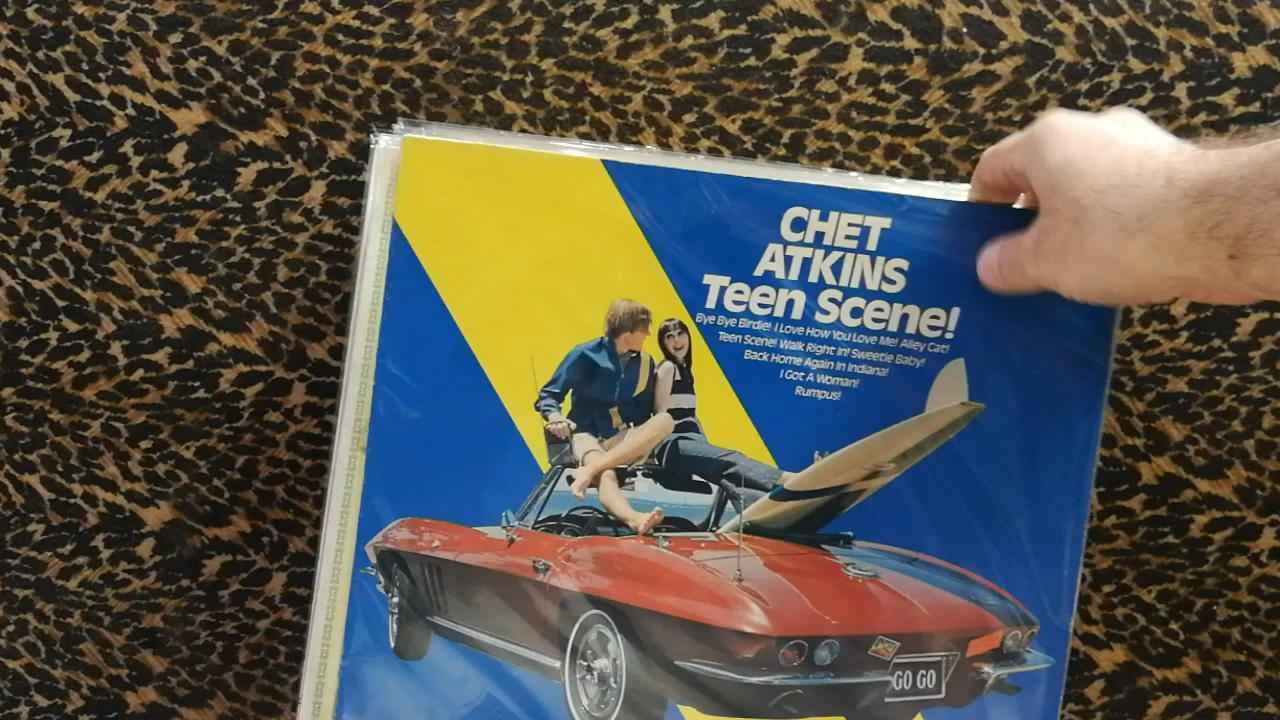 CHET
ATKINS
Teen Scene!
Bye Bye Birdie! I Love How You Love Me! Alley Cat!
Teen Scene! Walk Right In! Sweetie Baby!
Back Home Again In Indiana!
I Got A Woman!
Rumpus!
GO GO